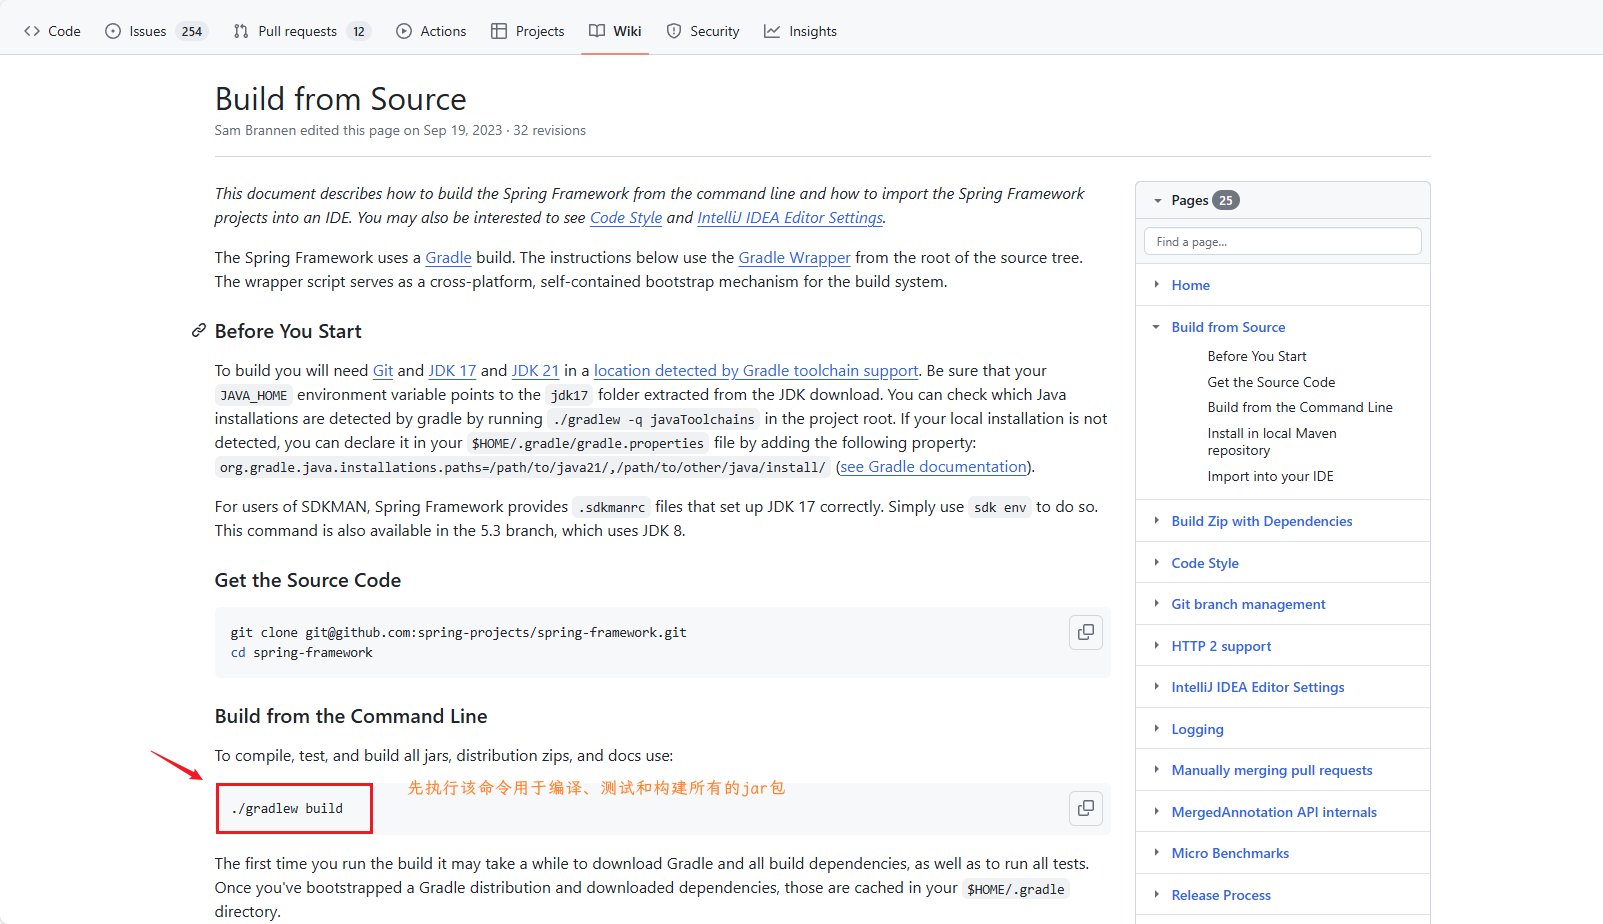 Code Issues 254 Pull requests 12 Actions Projects Wiki Security Insights
Build from Source
Sam Brannen edited this page on Sep 19, 2023 · 32 revisions
This document describes how to build the Spring Framework from the command line and how to import the Spring Framework
projects into an IDE. You may also be interested to see Code Style and IntelliJ IDEA Editor Settings.
The Spring Framework uses a Gradle build. The instructions below use the Gradle Wrapper from the root of the source tree.
The wrapper script serves as a cross-platform, self-contained bootstrap mechanism for the build system.
Before You Start
To build you will need Git and JDK 17 and JDK 21 in a location detected by Gradle toolchain support. Be sure that your
JAVA_HOME environment variable points to the jdk17 folder extracted from the JDK download. You can check which Java
installations are detected by gradle by running ./gradlew -q javaToolchains in the project root. If your local installation is not
detected, you can declare it in your $HOME/.gradle/gradle.properties file by adding the following property:
org.gradle.java.installations.paths=/path/to/java21/,/path/to/other/java/install/ (see Gradle documentation).
For users of SDKMAN, Spring Framework provides .sdkmanrc files that set up JDK 17 correctly. Simply use sdk env to do so.
This command is also available in the 5.3 branch, which uses JDK 8.
Get the Source Code
git clone git@github.com:spring-projects/spring-framework.git
cd spring-framework
Build from the Command Line
To compile, test, and build all jars, distribution zips, and docs use:
先执行该命令用于编译、测试和构建所有的jar包
./gradlew build
The first time you run the build it may take a while to download Gradle and all build dependencies, as well as to run all tests.
Once you've bootstrapped a Gradle distribution and downloaded dependencies, those are cached in your $HOME/.gradle
directory.
Pages 25
Find a page...
Home
Build from Source
Before You Start
Get the Source Code
Build from the Command Line
Install in local Maven
repository
Import into your IDE
Build Zip with Dependencies
Code Style
Git branch management
HTTP 2 support
IntelliJ IDEA Editor Settings
Logging
Manually merging pull requests
MergedAnnotation API internals
Micro Benchmarks
Release Process